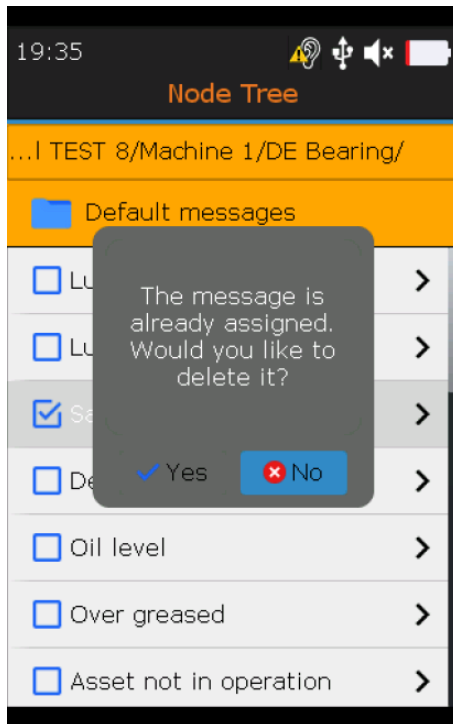 19:35
Node Tree
...l TEST 8/Machine 1/DE Bearing/
Default messages
The message is
already assigned.
Would you like to
delete it?
Yes
No
Oil level
Over greased
Asset not in operation